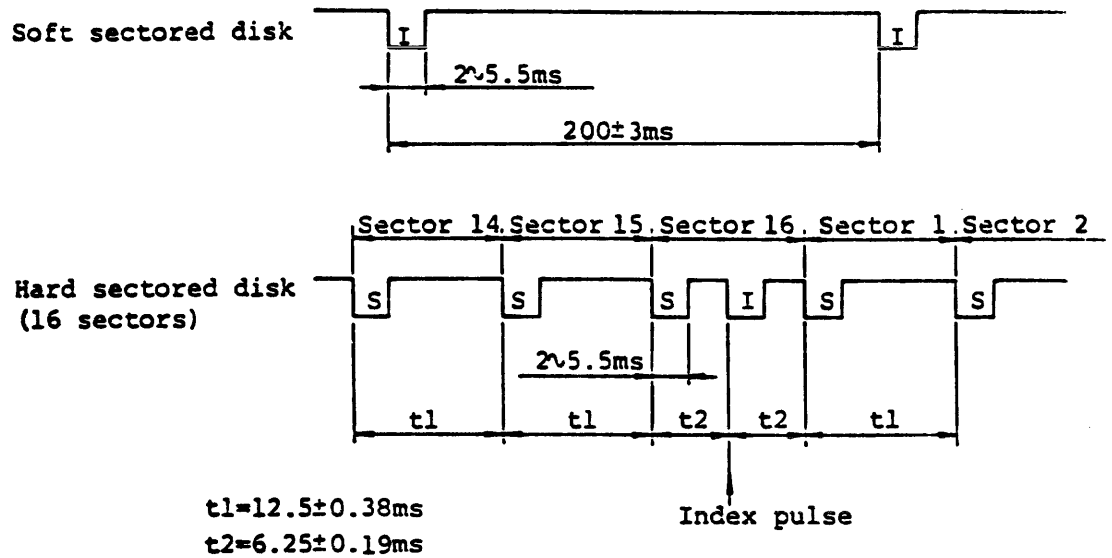 Soft sectored disk
I I
2~5.5ms
200±3ms
Sector 14 Sector 15 Sector 16 Sector 1 Sector 2
Hard sectored disk
(16 sectors)
S S S I S S
2~5.5ms
t1 t1 t2 t2 t1
t1=12.5±0.38ms
t2=6.25±0.19ms
Index pulse